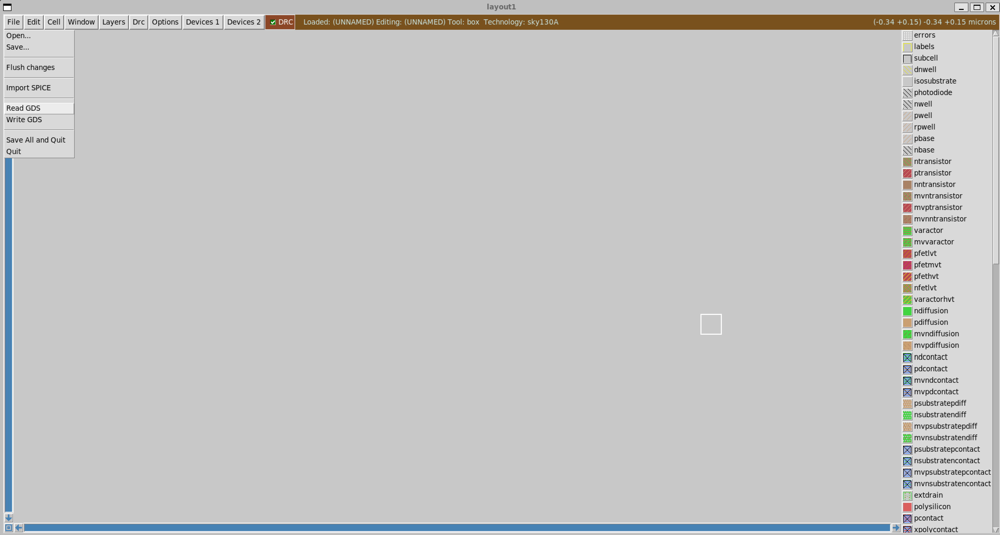 layout1
File Edit Cell Window Layers Drc Options Devices 1 Devices 2 DRC Loaded: (UNNAMED) Editing: (UNNAMED) Tool: box Technology: sky130A (-0.34 +0.15) -0.34 +0.15 microns
Open...
Save...
Flush changes
Import SPICE
Read GDS
Write GDS
Save All and Quit
Quit
errors
labels
subcell
dnwell
isosubstrate
photodiode
nwell
pwell
rpwell
pbase
nbase
ntransistor
ptransistor
nntransistor
mvntransistor
mvptransistor
mvnntransistor
varactor
mvvaractor
pfetlvt
pfetmvt
pfethvt
nfetlvt
varactorhvt
ndiffusion
pdiffusion
mvndiffusion
mvpdiffusion
ndcontact
pdcontact
mvndcontact
mvpdcontact
psubstratepdiff
nsubstratendiff
mvpsubstratepdiff
mvnsubstratendiff
psubstratepcontact
nsubstratencontact
mvpsubstratepcontact
mvnsubstratencontact
extdrain
polysilicon
pcontact
xpolycontact